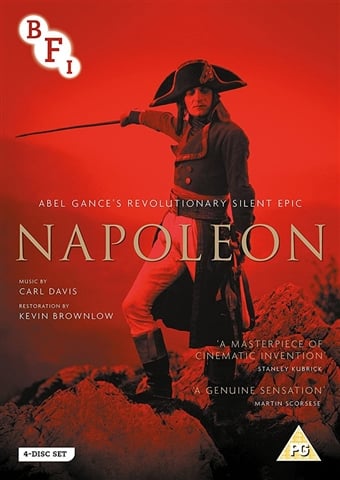 BFI
ABEL GANCE'S REVOLUTIONARY SILENT EPIC
NAPOLEON
MUSIC BY
CARL DAVIS
RESTORATION BY
KEVIN BROWNLOW
'A MASTERPIECE OF
CINEMATIC INVENTION'
STANLEY KUBRICK
'A GENUINE SENSATION'
MARTIN SCORSESE
4-DISC SET
PG